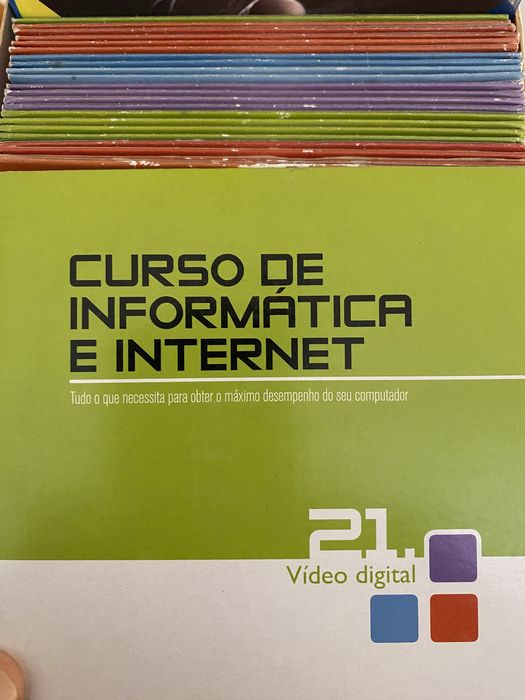 CURSO DE
INFORMÁTICA
E INTERNET
Tudo o que necessita para obter o máximo desempenho do seu computador
21.
Vídeo digital